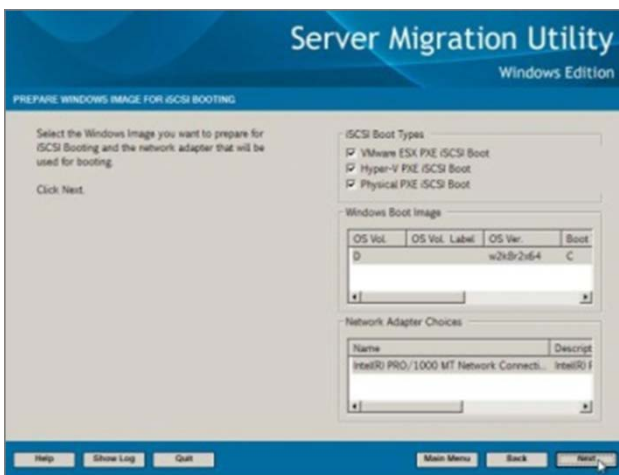 Server Migration Utility
Windows Edition
PREPARE WINDOWS IMAGE FOR iSCSI BOOTING
Select the Windows Image you want to prepare for
iSCSI Booting and the network adapter that will be
used for booting.
Click Next.
iSCSI Boot Types
VMware ESX PXE iSCSI Boot
Hyper-V PXE iSCSI Boot
Physical PXE iSCSI Boot
Windows Boot Image
OS Vol. OS Vol. Label OS Ver. Boot
D w2k8r2x64 C
Network Adapter Choices
Name Descript
Intel(R) PRO/1000 MT Network Connecti... Intel(R) P
Help Show Log Quit Main Menu Back Next